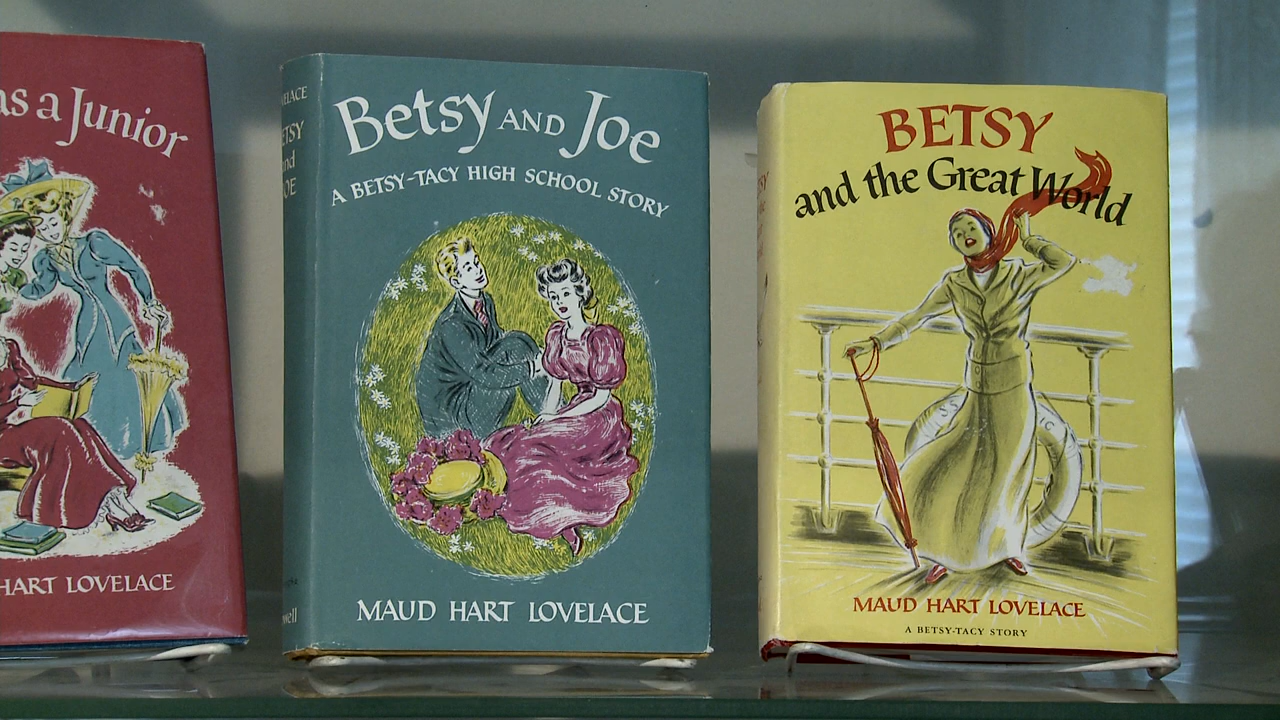 as a Junior
HART LOVELACE
Betsy AND Joe
A BETSY-TACY HIGH SCHOOL STORY
MAUD HART LOVELACE
BETSY
and the Great World
MAUD HART LOVELACE
A BETSY-TACY STORY